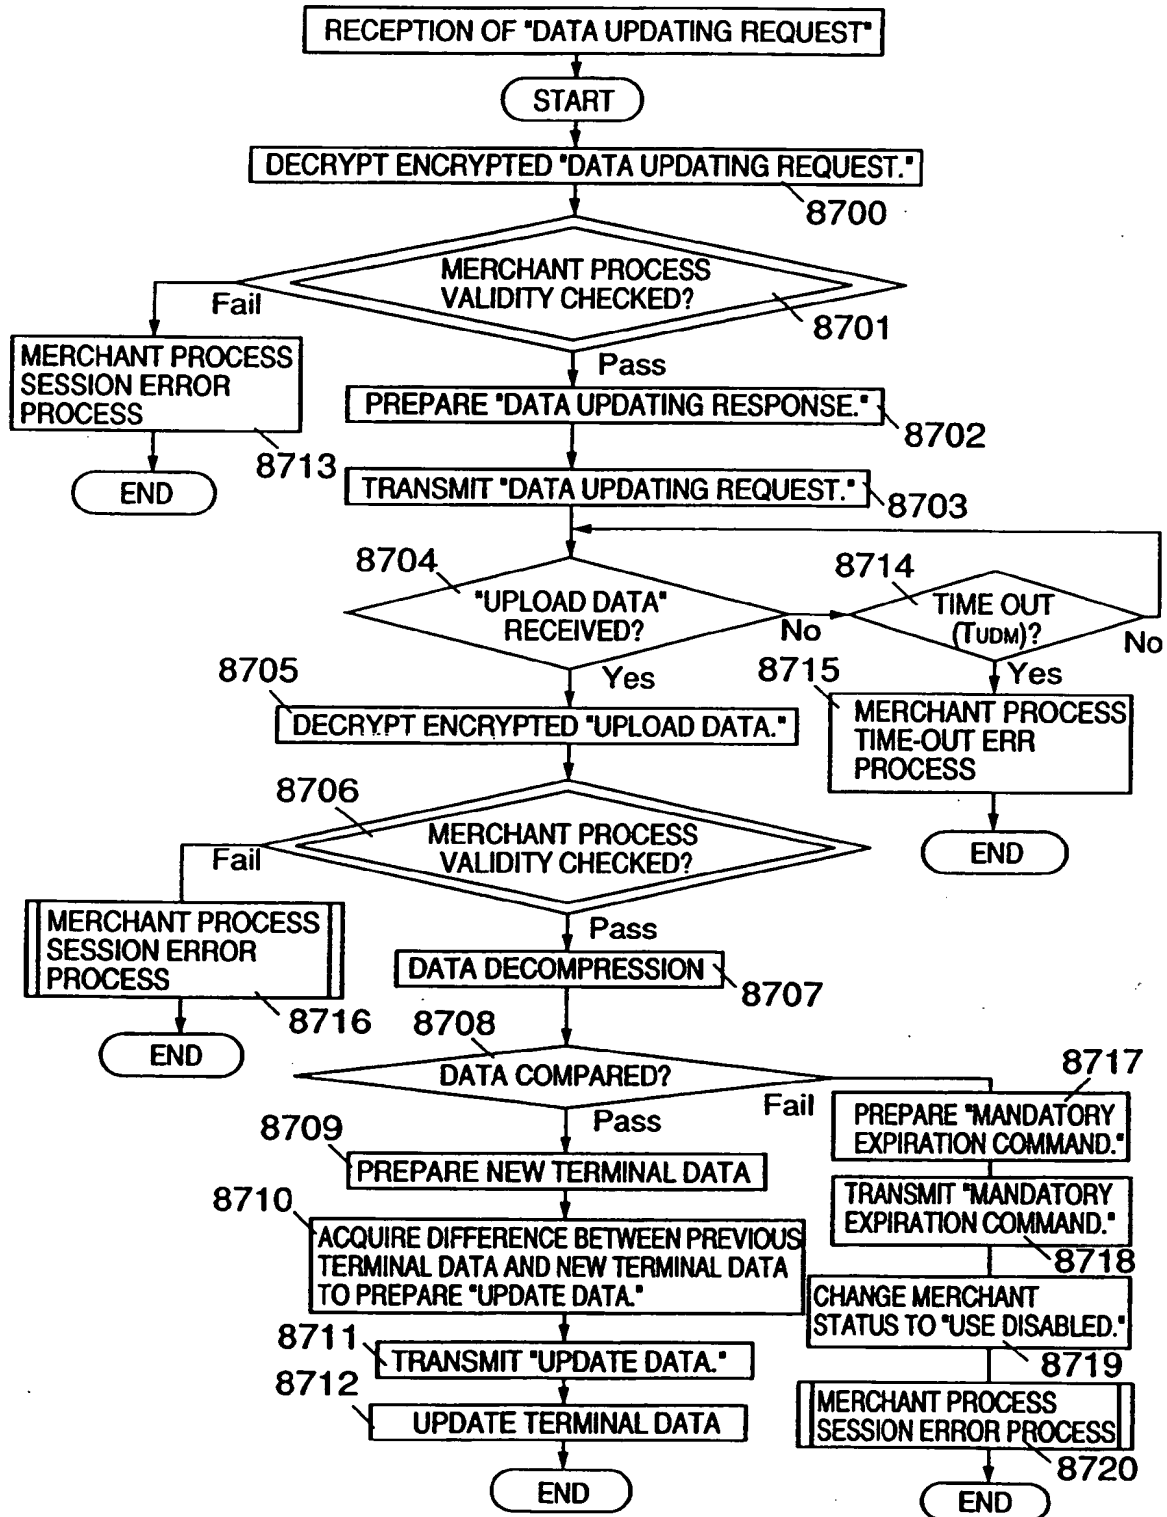 RECEPTION OF "DATA UPDATING REQUEST"
START
DECRYPT ENCRYPTED "DATA UPDATING REQUEST."
8700
MERCHANT PROCESS
VALIDITY CHECKED?
Fail
8701
Pass
MERCHANT PROCESS
SESSION ERROR
PROCESS
8713
END
PREPARE "DATA UPDATING RESPONSE."
8702
TRANSMIT "DATA UPDATING REQUEST."
8703
8704
"UPLOAD DATA"
RECEIVED?
No
Yes
8714
TIME OUT
(TUDM)?
No
Yes
8715
MERCHANT PROCESS
TIME-OUT ERR
PROCESS
END
8705
DECRYPT ENCRYPTED "UPLOAD DATA."
8706
MERCHANT PROCESS
VALIDITY CHECKED?
Fail
Pass
MERCHANT PROCESS
SESSION ERROR
PROCESS
8716
END
DATA DECOMPRESSION
8707
8708
DATA COMPARED?
Pass
Fail
8709
PREPARE NEW TERMINAL DATA
8710
ACQUIRE DIFFERENCE BETWEEN PREVIOUS
TERMINAL DATA AND NEW TERMINAL DATA
TO PREPARE "UPDATE DATA."
8711
TRANSMIT "UPDATE DATA."
8712
UPDATE TERMINAL DATA
END
8717
PREPARE "MANDATORY
EXPIRATION COMMAND."
TRANSMIT "MANDATORY
EXPIRATION COMMAND."
8718
CHANGE MERCHANT
STATUS TO "USE DISABLED."
8719
MERCHANT PROCESS
SESSION ERROR PROCESS
8720
END